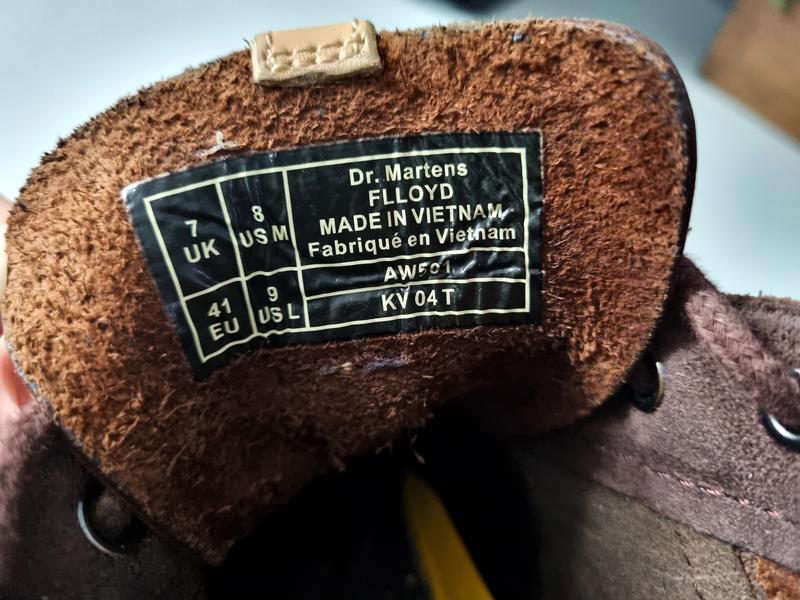 7
UK
8
US M
41
EU
9
US L
Dr. Martens
FLLOYD
MADE IN VIETNAM
Fabriqué en Vietnam
AW501
KV 04 T